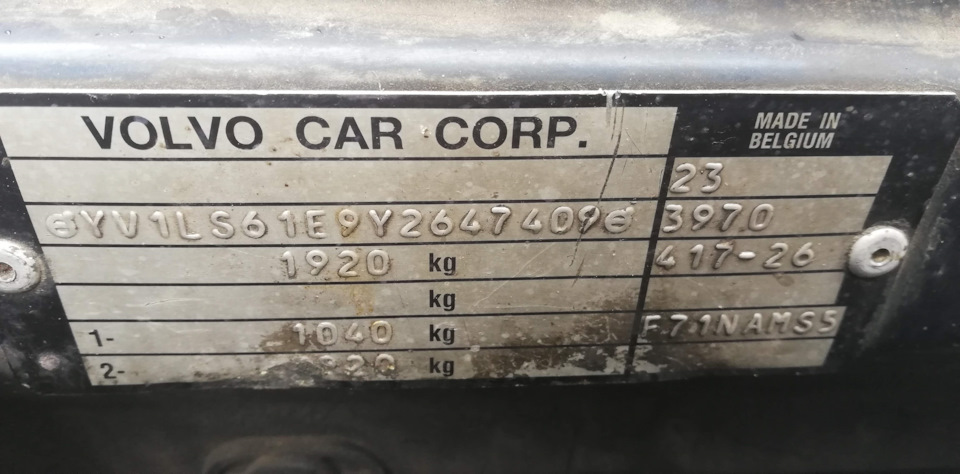 VOLVO CAR CORP.
MADE IN
BELGIUM
23
YV1LS61E9Y2647409
3970
1920 kg
417-26
kg
1- 1040 kg
E71NAMS5
2- kg